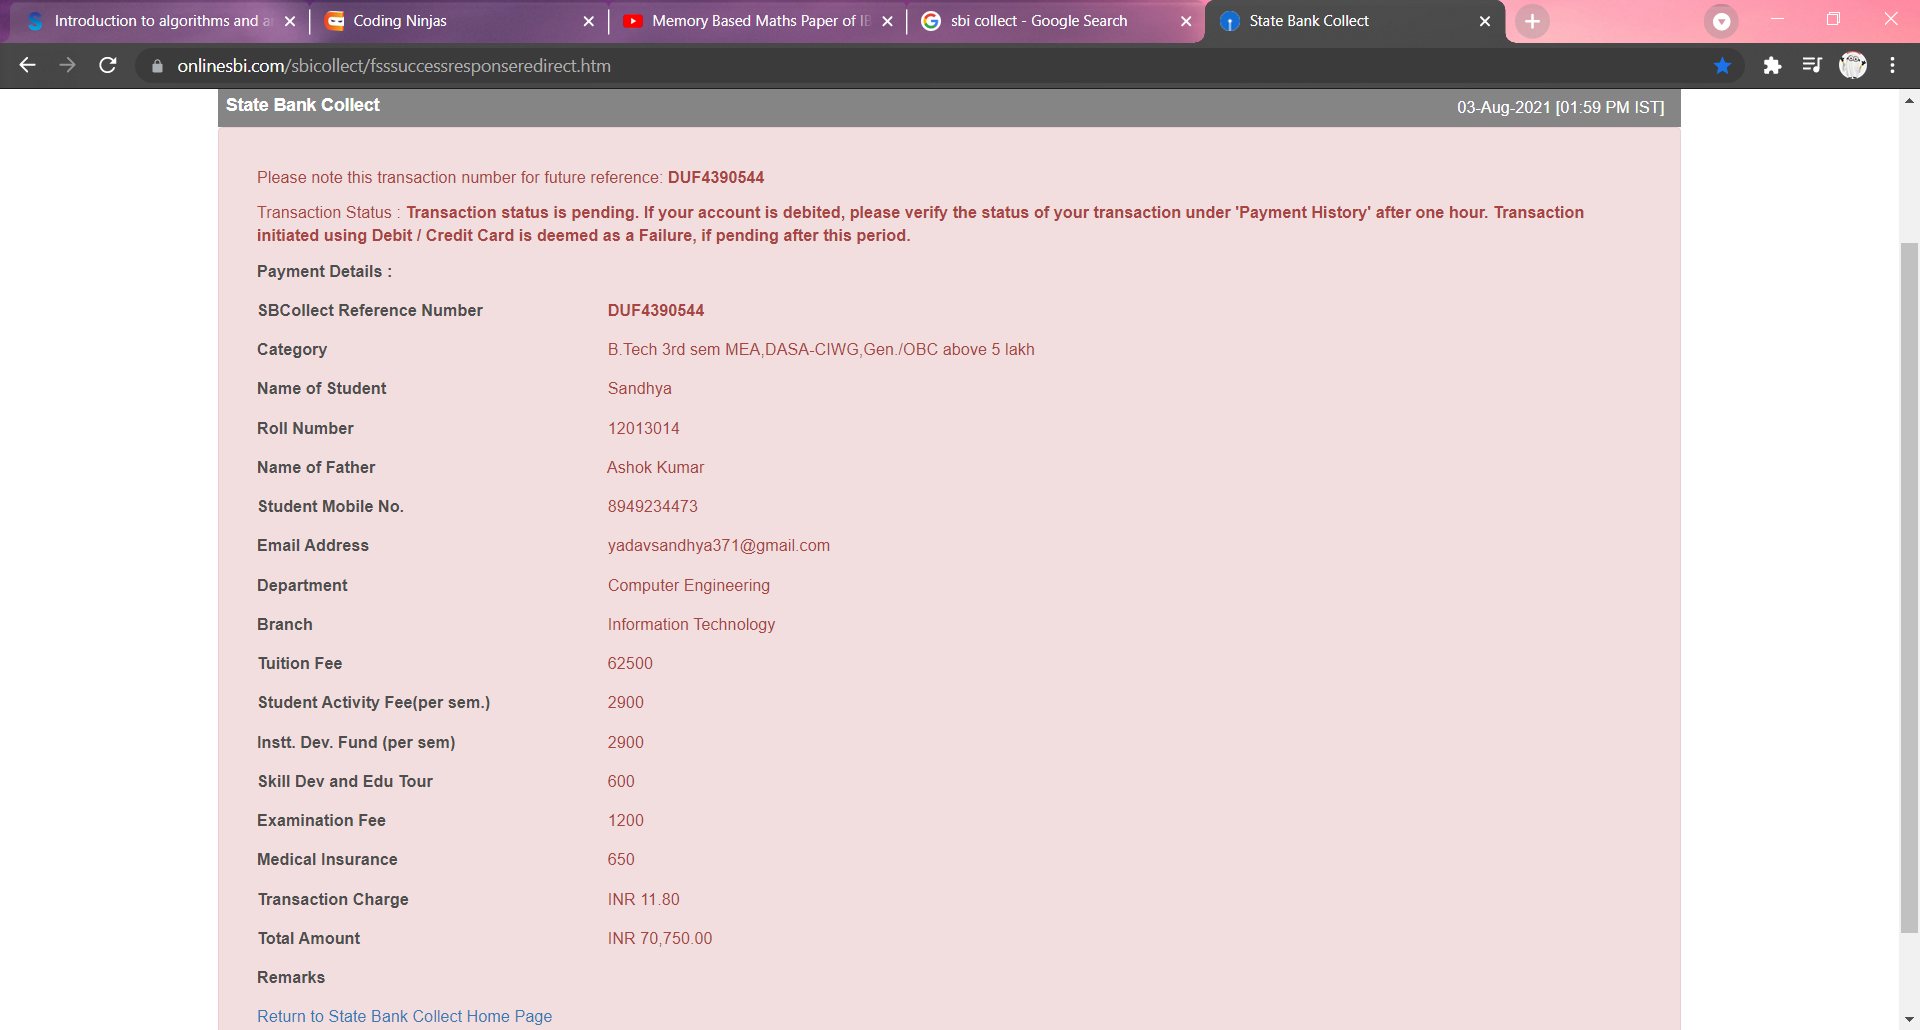 Introduction to algorithms and a
Coding Ninjas
Memory Based Maths Paper of IB
sbi collect - Google Search
State Bank Collect
onlinesbi.com/sbicollect/fsssuccessresponseredirect.htm
State Bank Collect
03-Aug-2021 [01:59 PM IST]
Please note this transaction number for future reference: DUF4390544
Transaction Status : Transaction status is pending. If your account is debited, please verify the status of your transaction under 'Payment History' after one hour. Transaction
initiated using Debit / Credit Card is deemed as a Failure, if pending after this period.
Payment Details :
SBCollect Reference Number DUF4390544
Category B.Tech 3rd sem MEA,DASA-CIWG,Gen./OBC above 5 lakh
Name of Student Sandhya
Roll Number 12013014
Name of Father Ashok Kumar
Student Mobile No. 8949234473
Email Address yadavsandhya371@gmail.com
Department Computer Engineering
Branch Information Technology
Tuition Fee 62500
Student Activity Fee(per sem.) 2900
Instt. Dev. Fund (per sem) 2900
Skill Dev and Edu Tour 600
Examination Fee 1200
Medical Insurance 650
Transaction Charge INR 11.80
Total Amount INR 70,750.00
Remarks
Return to State Bank Collect Home Page